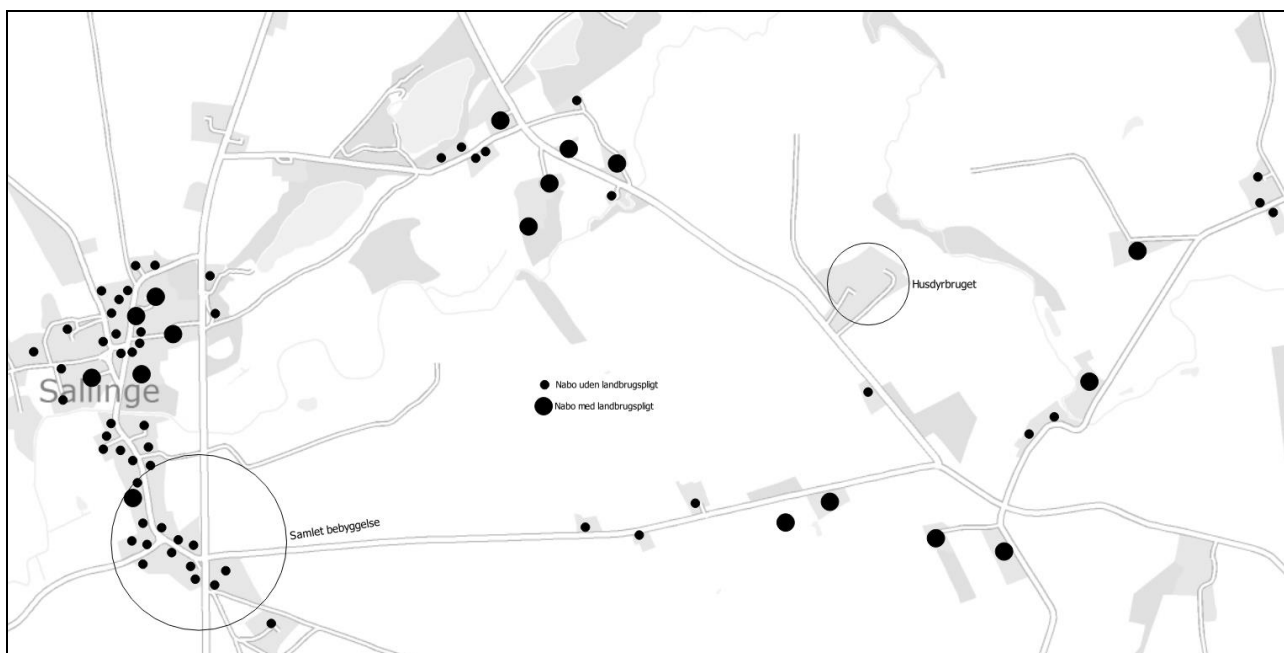 Husdyrbruget
Nabo uden landbrugspligt
Sallinge
Nabo med landbrugspligt
Samlet bebyggelse